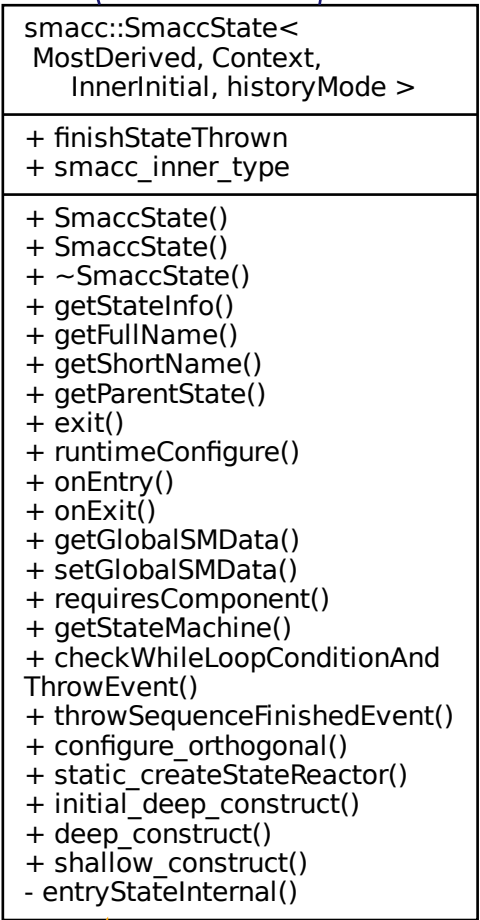 smacc::SmaccState<
MostDerived, Context,
InnerInitial, historyMode >
+ finishStateThrown
+ smacc_inner_type
+ SmaccState()
+ SmaccState()
+ ~SmaccState()
+ getStateInfo()
+ getFullName()
+ getShortName()
+ getParentState()
+ exit()
+ runtimeConfigure()
+ onEntry()
+ onExit()
+ getGlobalSMData()
+ setGlobalSMData()
+ requiresComponent()
+ getStateMachine()
+ checkWhileLoopConditionAnd
ThrowEvent()
+ throwSequenceFinishedEvent()
+ configure_orthogonal()
+ static_createStateReactor()
+ initial_deep_construct()
+ deep_construct()
+ shallow_construct()
- entryStateInternal()